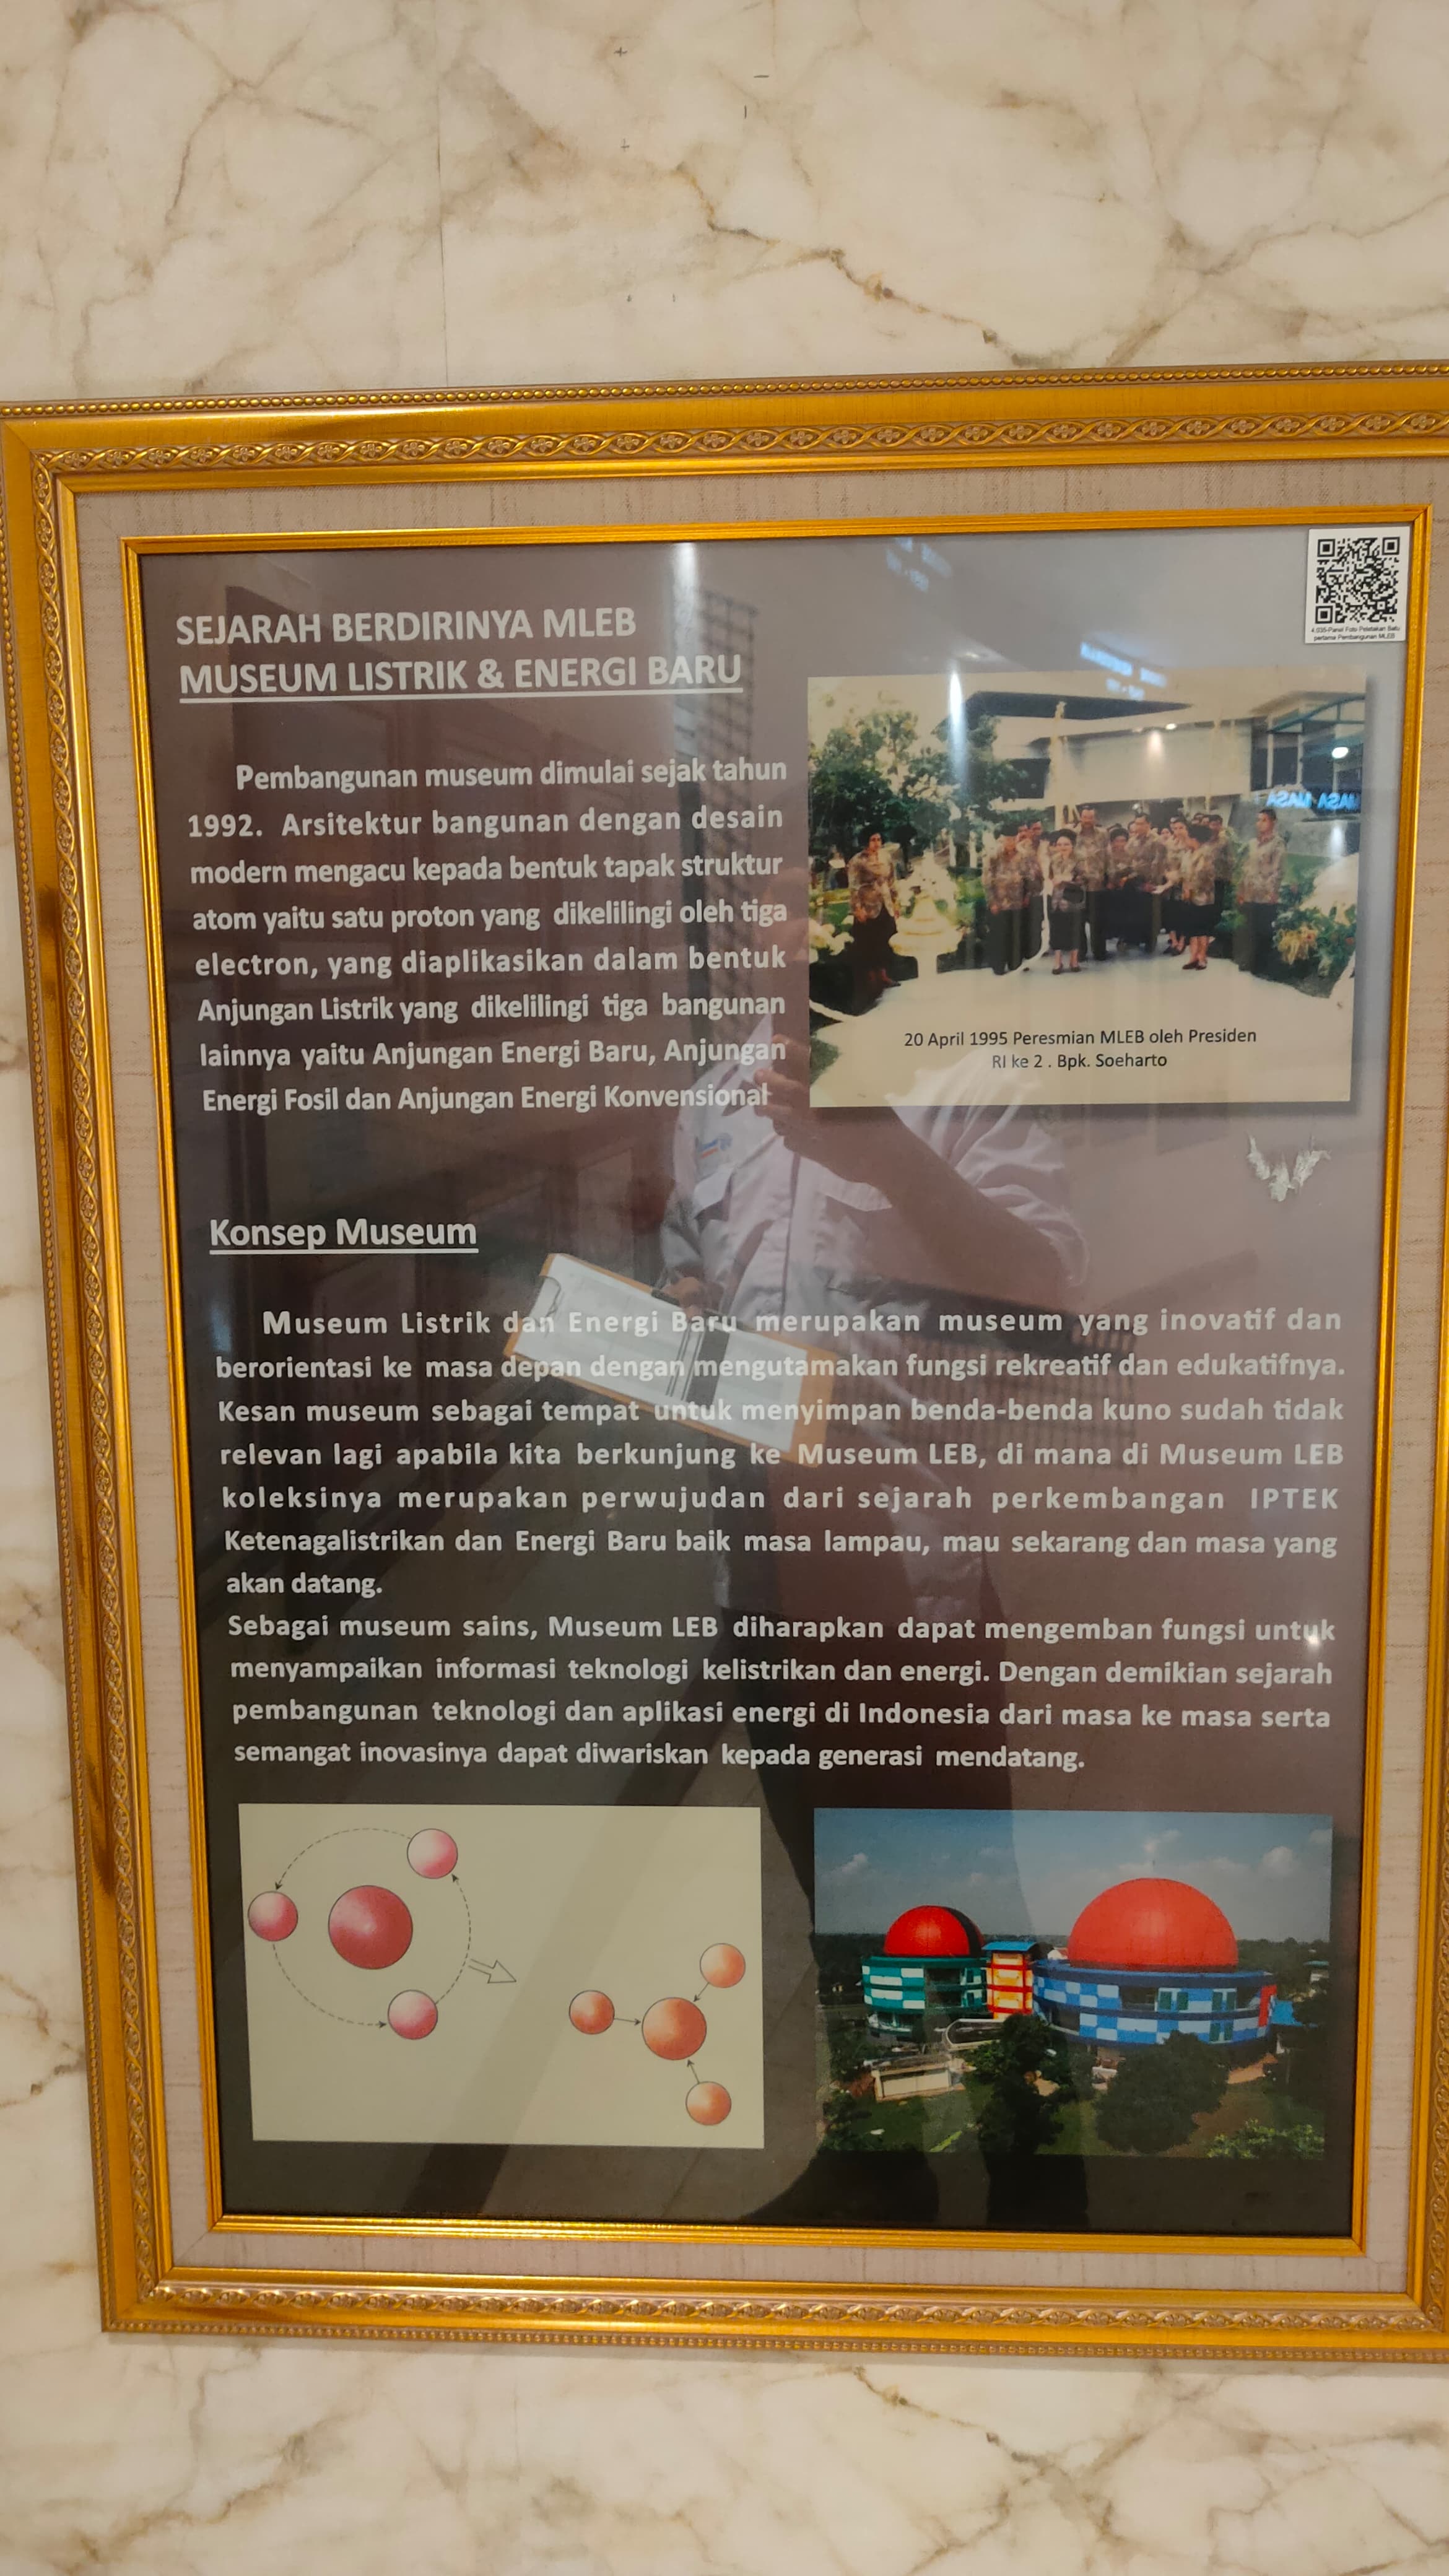 SEJARAH BERDIRINYA MLEB
MUSEUM LISTRIK & ENERGI BARU
Pembangunan museum dimulai sejak tahun
1992. Arsitektur bangunan dengan desain
modern mengacu kepada bentuk tapak struktur
atom yaitu satu proton yang dikelilingi oleh tiga
electron, yang diaplikasikan dalam bentuk
Anjungan Listrik yang dikelilingi tiga bangunan
lainnya yaitu Anjungan Energi Baru, Anjungan
Energi Fosil dan Anjungan Energi Konvensional
4.035-Panel Foto Peletakan Batu
pertama Pembangunan MLEB
20 April 1995 Peresmian MLEB oleh Presiden
RI ke 2 . Bpk. Soeharto
Konsep Museum
Museum Listrik dan Energi Baru merupakan museum yang inovatif dan
berorientasi ke masa depan dengan mengutamakan fungsi rekreatif dan edukatifnya.
Kesan museum sebagai tempat untuk menyimpan benda-benda kuno sudah tidak
relevan lagi apabila kita berkunjung ke Museum LEB, di mana di Museum LEB
koleksinya merupakan perwujudan dari sejarah perkembangan IPTEK
Ketenagalistrikan dan Energi Baru baik masa lampau, mau sekarang dan masa yang
akan datang.
Sebagai museum sains, Museum LEB diharapkan dapat mengemban fungsi untuk
menyampaikan informasi teknologi kelistrikan dan energi. Dengan demikian sejarah
pembangunan teknologi dan aplikasi energi di Indonesia dari masa ke masa serta
semangat inovasinya dapat diwariskan kepada generasi mendatang.